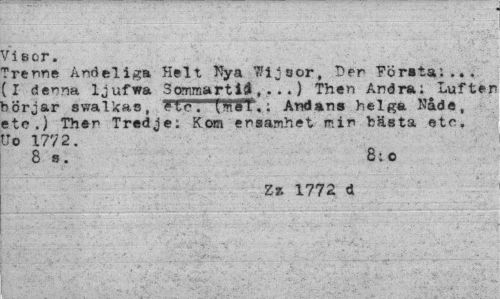 Visor.
Trenne Andeliga Helt Nya Wijsor, Den Första:...
(I denna ljufwa Sommartid,...) Then Andra: Luften
börjar swalkas, etc. (mel.: Andans helga Nåde,
etc.) Then Tredje: Kom ensamhet min bästa etc.
Uo 1772.
8 s. 8:o
Zz 1772 d